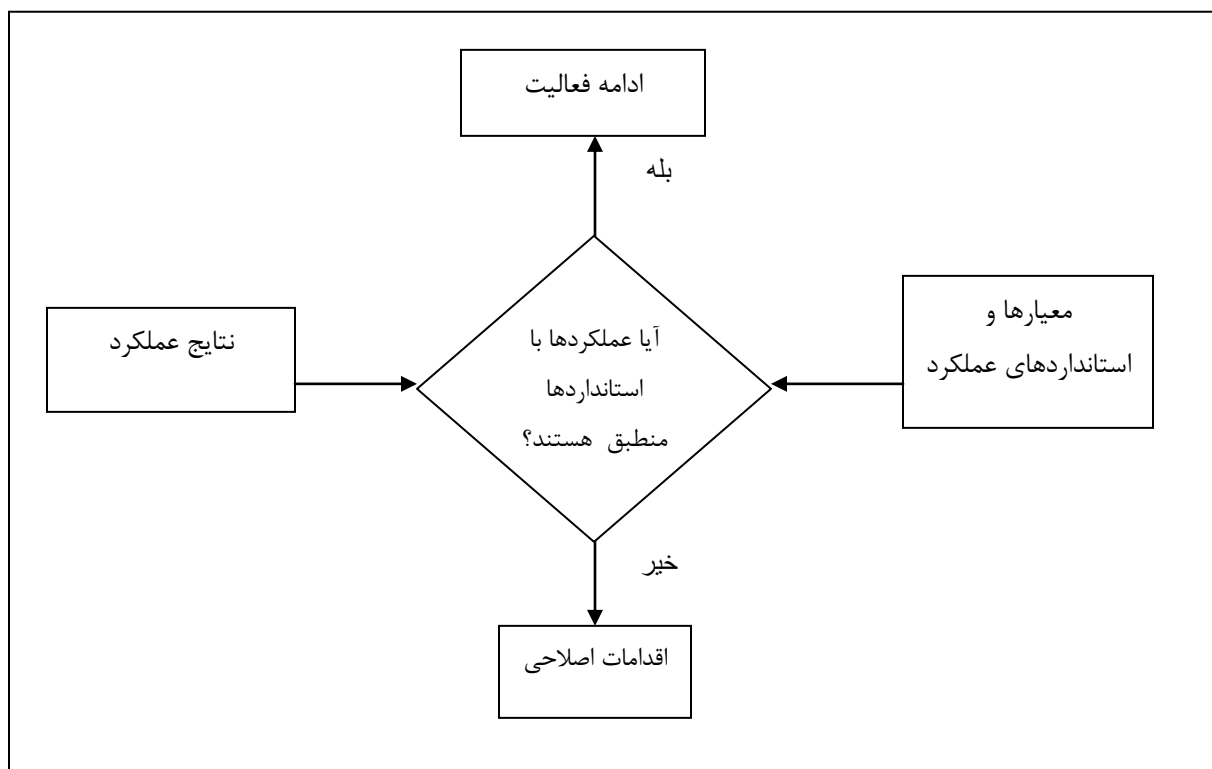 ادامه فعالیت
بله
معیارها و
استانداردهای عملکرد
آیا عملکردها با
استانداردها
منطبق هستند؟
نتایج عملکرد
خیر
اقدامات اصلاحی